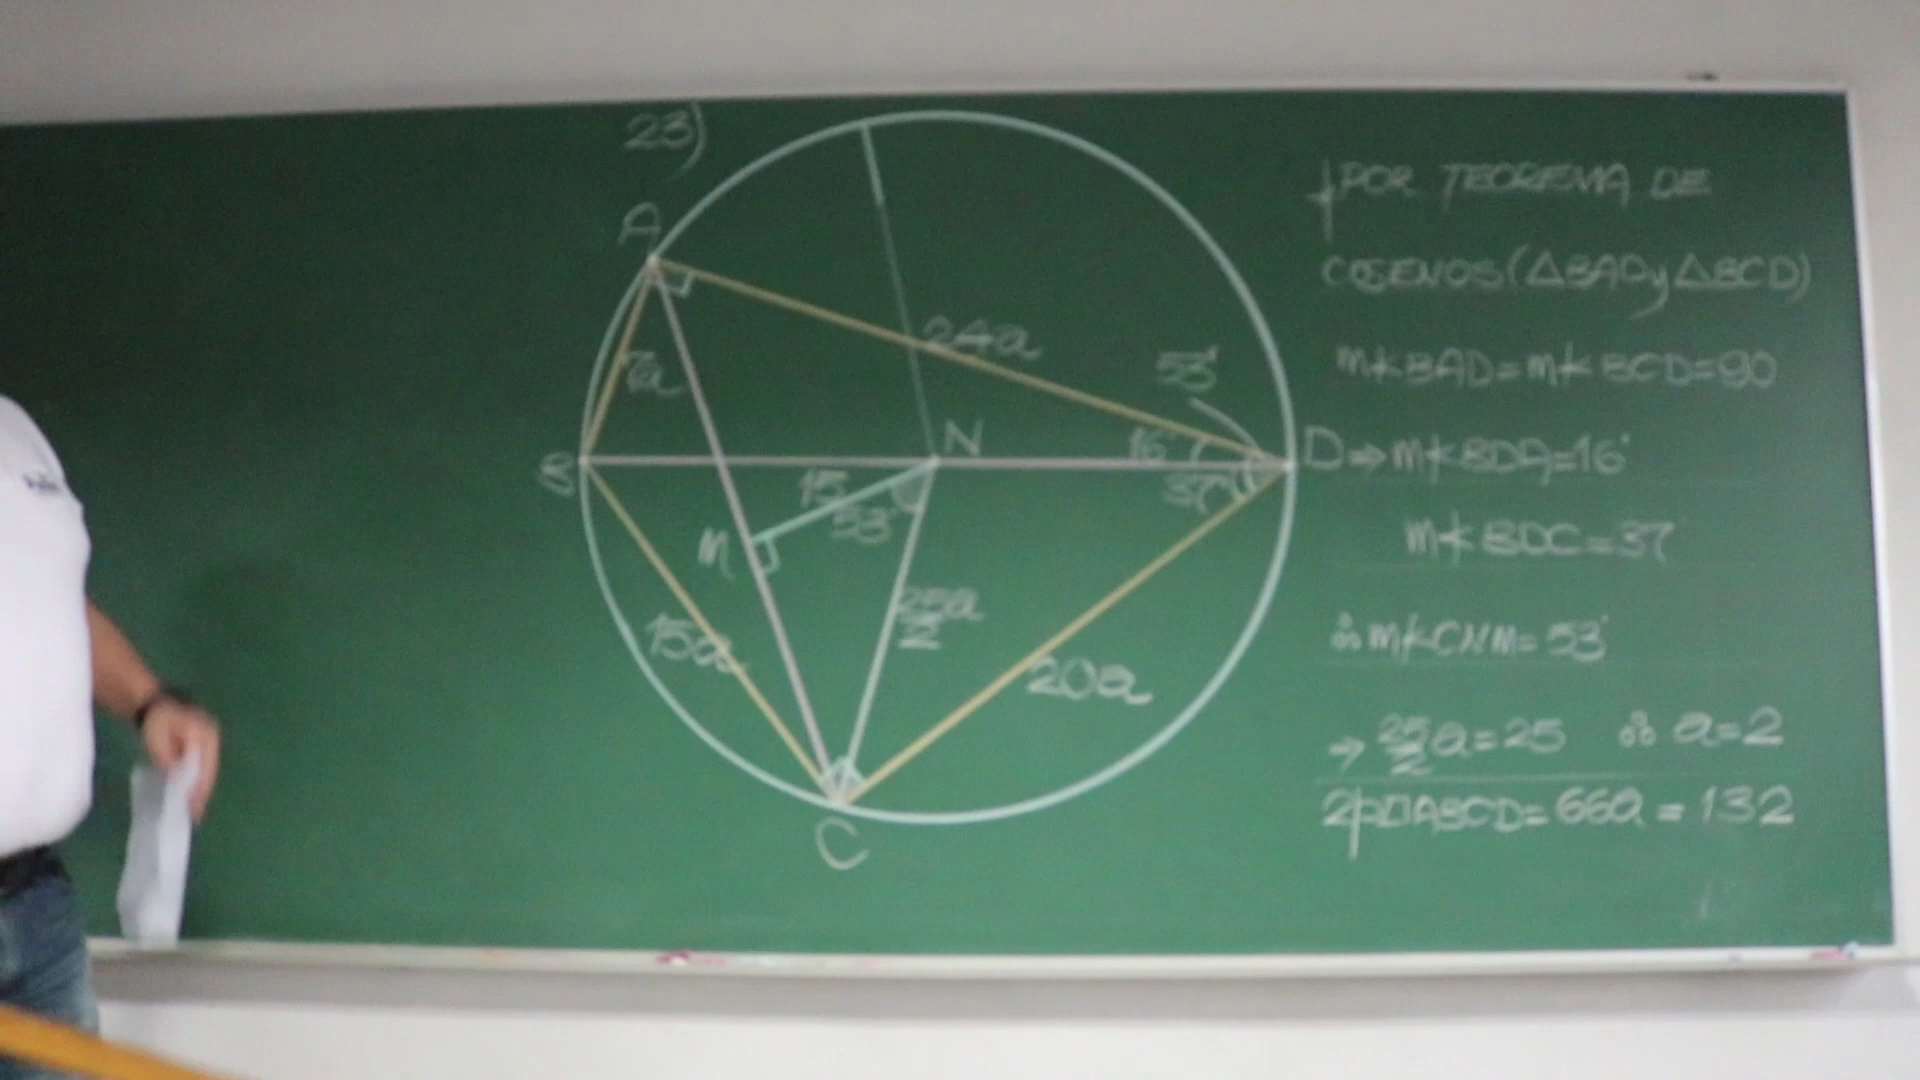 23)
A
7a
24a
53°
B
N
16°
37°
D
15
53°
M
25a
2
15a
20a
C
POR TEOREMA DE
COSENOS(△BAD y △BCD)
m∡BAD=m∡BCD=90
⇒m∡BDA=16°
m∡BDC=37
∴m∡CNM=53°
⇒ 25/2 a=25 ∴ a=2
2p▱ABCD=66a=132